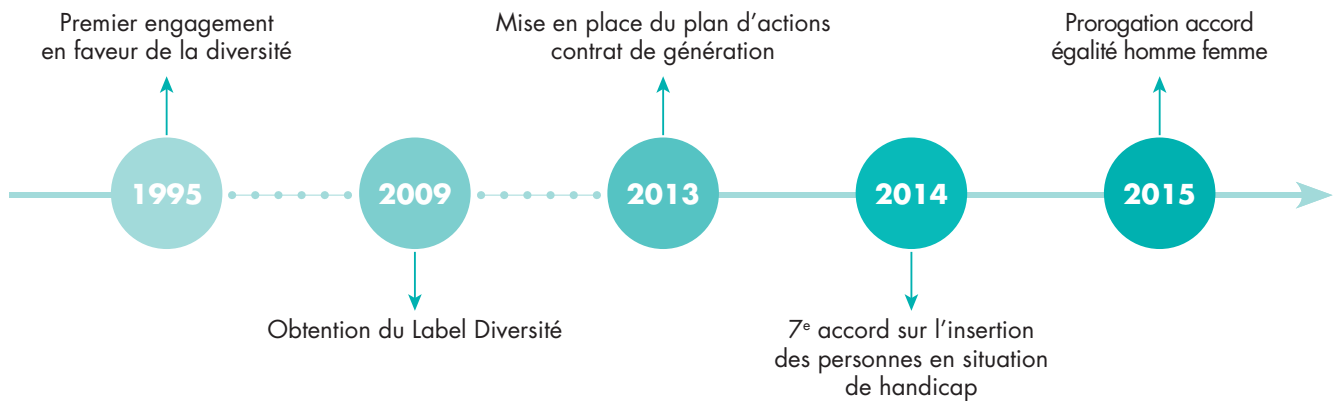 Premier engagement
en faveur de la diversité
Mise en place du plan d’actions
contrat de génération
Prorogation accord
égalité homme femme
1995
2009
2013
2014
2015
Obtention du Label Diversité
7e accord sur l’insertion
des personnes en situation
de handicap